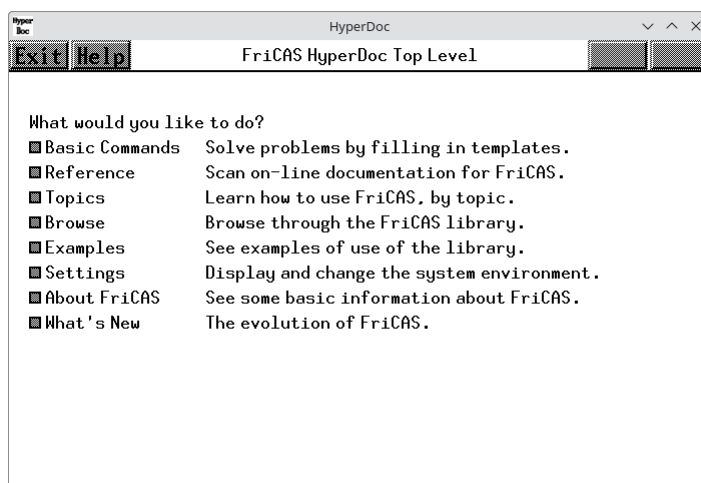 Hyper
Doc
HyperDoc
Exit Help FriCAS HyperDoc Top Level
What would you like to do?
Basic Commands Solve problems by filling in templates.
Reference Scan on-line documentation for FriCAS.
Topics Learn how to use FriCAS, by topic.
Browse Browse through the FriCAS library.
Examples See examples of use of the library.
Settings Display and change the system environment.
About FriCAS See some basic information about FriCAS.
What's New The evolution of FriCAS.